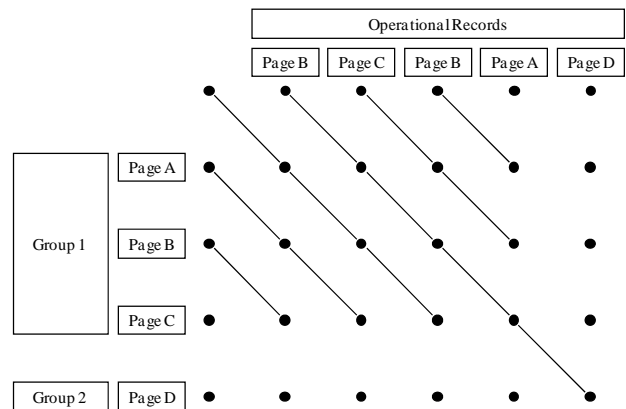 Operational Records
Page B Page C Page B Page A Page D
Page A
Group 1 Page B
Page C
Group 2 Page D